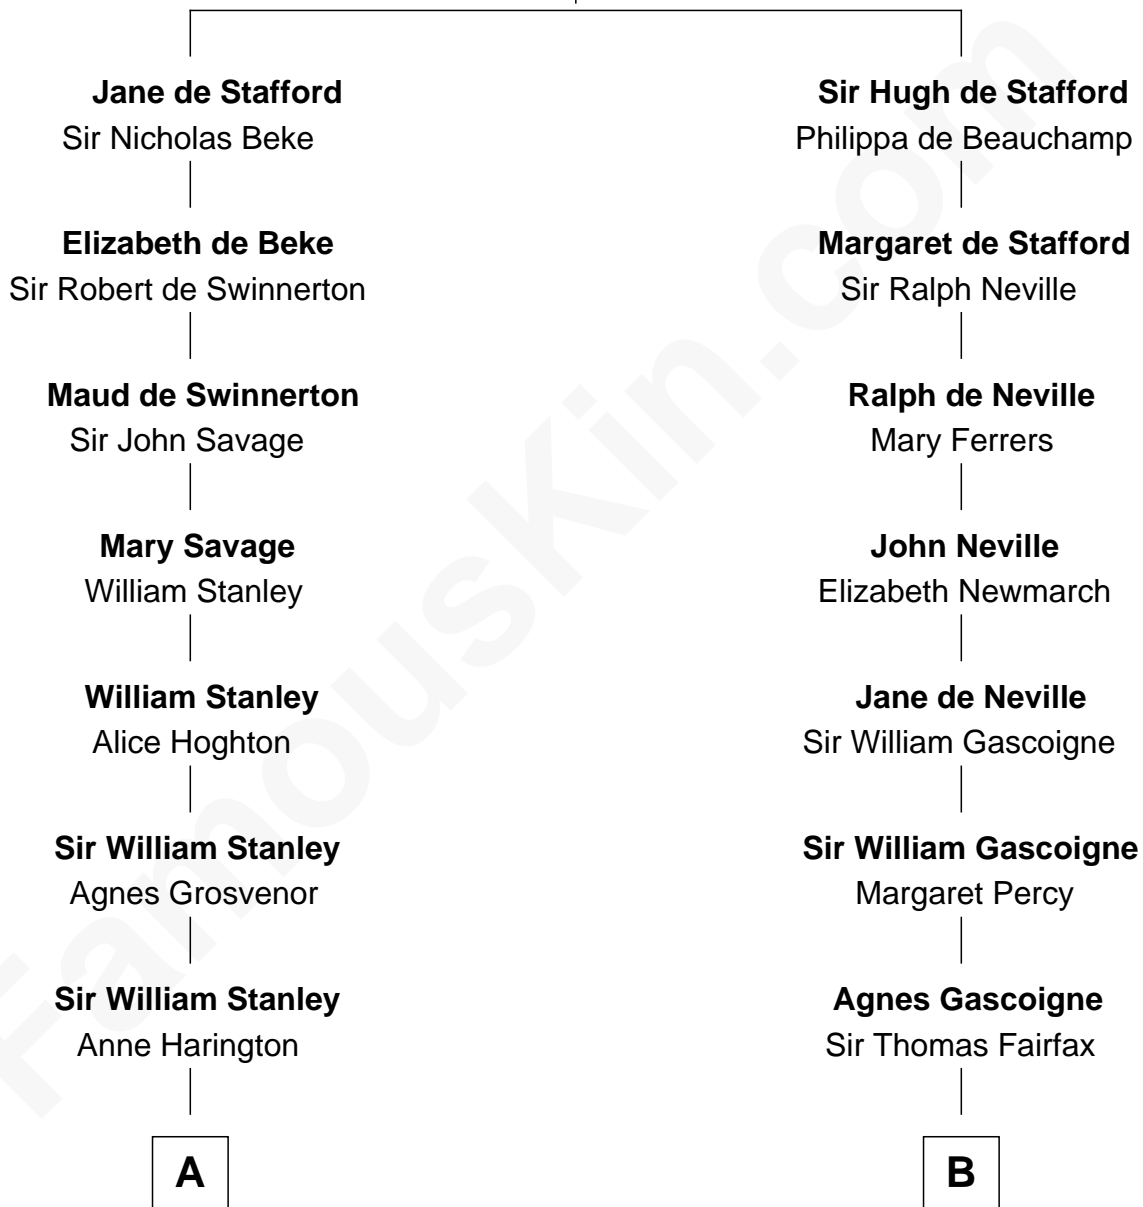 Jane de Stafford
Sir Nicholas Beke
Sir Hugh de Stafford
Philippa de Beauchamp
Elizabeth de Beke
Sir Robert de Swinnerton
Margaret de Stafford
Sir Ralph Neville
Maud de Swinnerton
Sir John Savage
Ralph de Neville
Mary Ferrers
Mary Savage
William Stanley
John Neville
Elizabeth Newmarch
William Stanley
Alice Hoghton
Jane de Neville
Sir William Gascoigne
Sir William Stanley
Agnes Grosvenor
Sir William Gascoigne
Margaret Percy
Sir William Stanley
Anne Harington
Agnes Gascoigne
Sir Thomas Fairfax
A
B
FamousKin.com